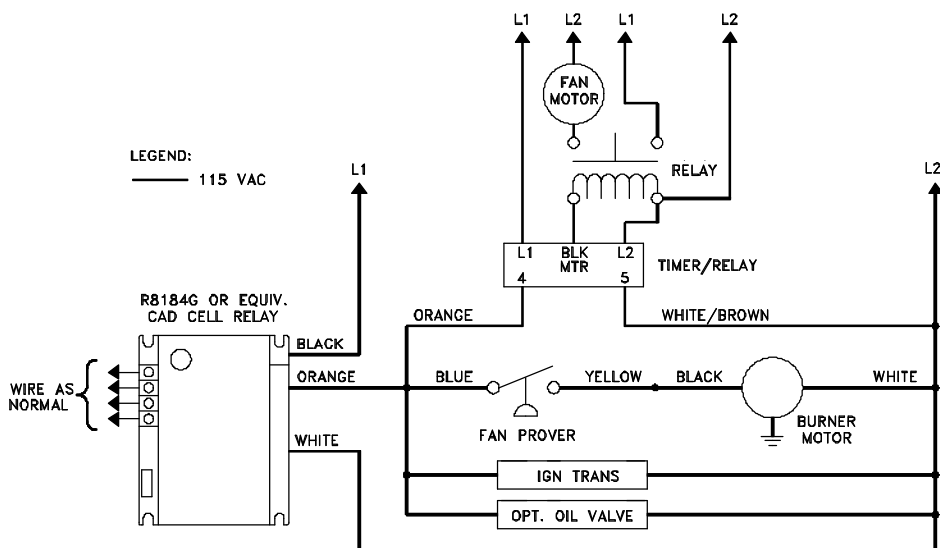 L1
L2
L1
L2
FAN
MOTOR
LEGEND:
115 VAC
L1
RELAY
L2
L1
BLK
MTR
L2
4
5
TIMER/RELAY
R8184G OR EQUIV.
CAD CELL RELAY
ORANGE
WHITE/BROWN
BLACK
ORANGE
BLUE
YELLOW
BLACK
WHITE
WIRE AS
NORMAL
FAN PROVER
BURNER
MOTOR
WHITE
IGN TRANS
OPT. OIL VALVE